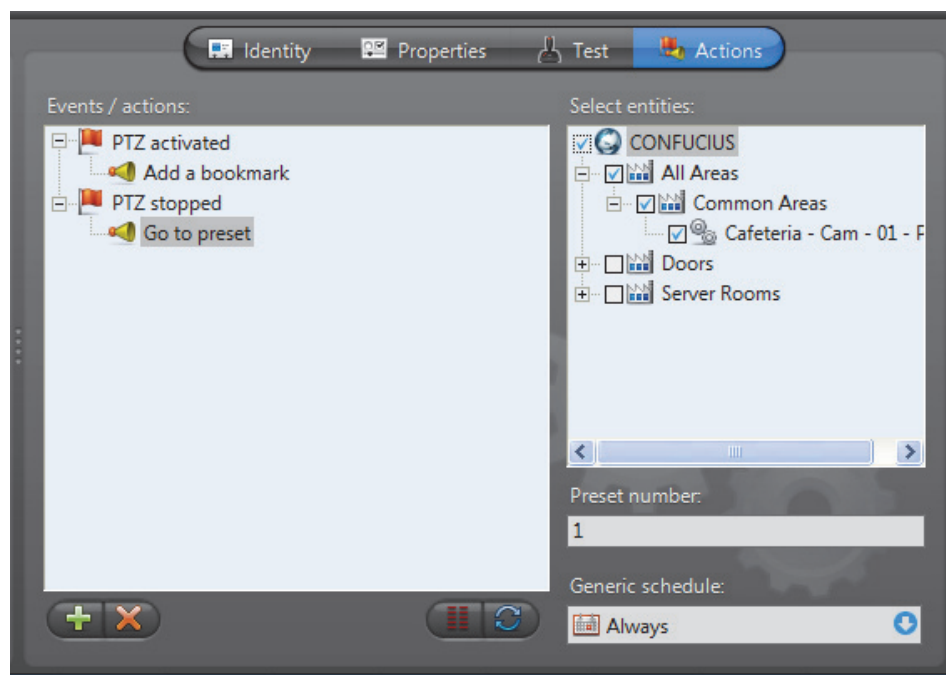 Identity Properties Test Actions
Events / actions:
PTZ activated
Add a bookmark
PTZ stopped
Go to preset
Select entities:
CONFUCIUS
All Areas
Common Areas
Cafeteria - Cam - 01 -
Doors
Server Rooms
Preset number:
1
Generic schedule:
Always